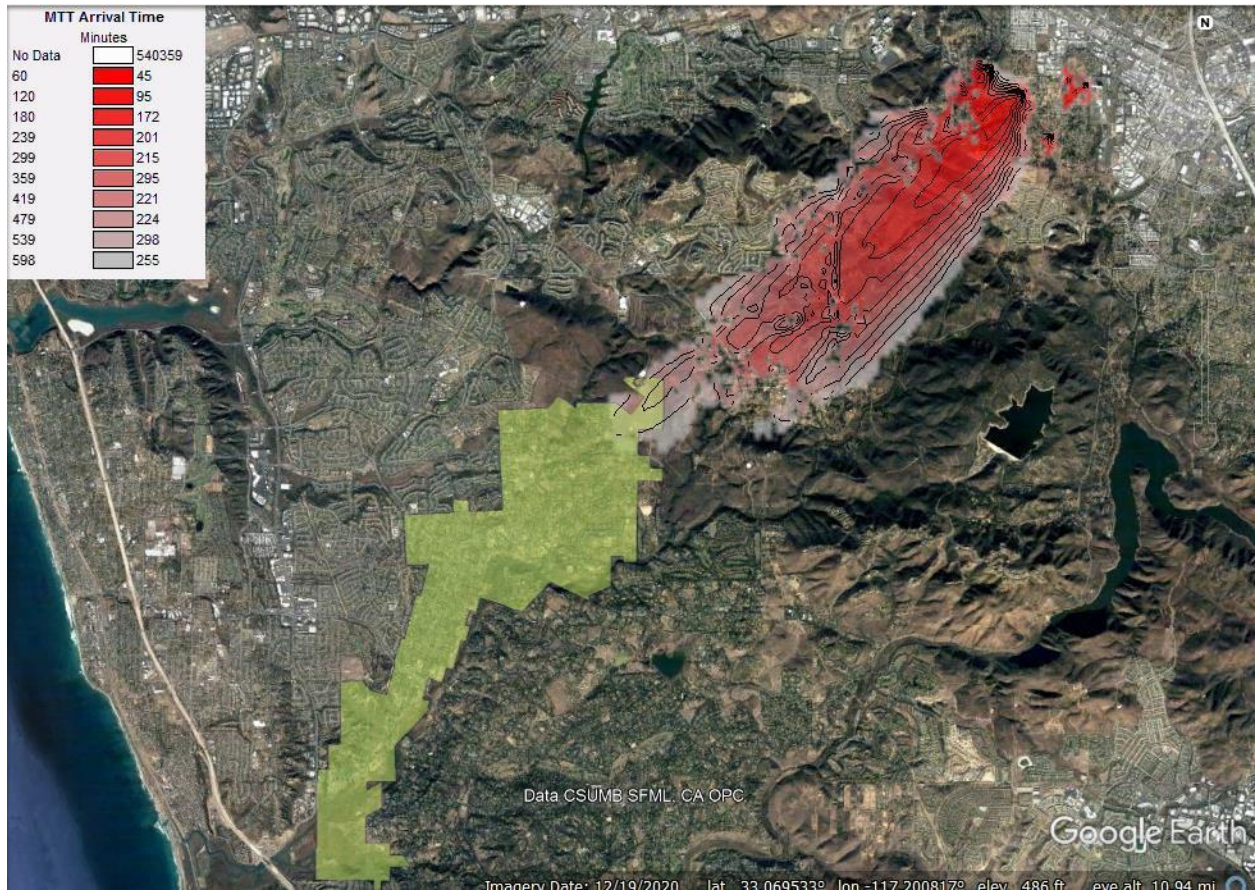 MTT Arrival Time
Minutes
No Data 540359
60 45
120 95
180 172
239 201
299 215
359 295
419 221
479 224
539 298
598 255
N
Data CSUMB SFML, CA OPC
Google Earth
Imagery Date: 12/19/2020 lat 33.069533° lon -117.200817° elev 486 ft eye alt 10.94 mi